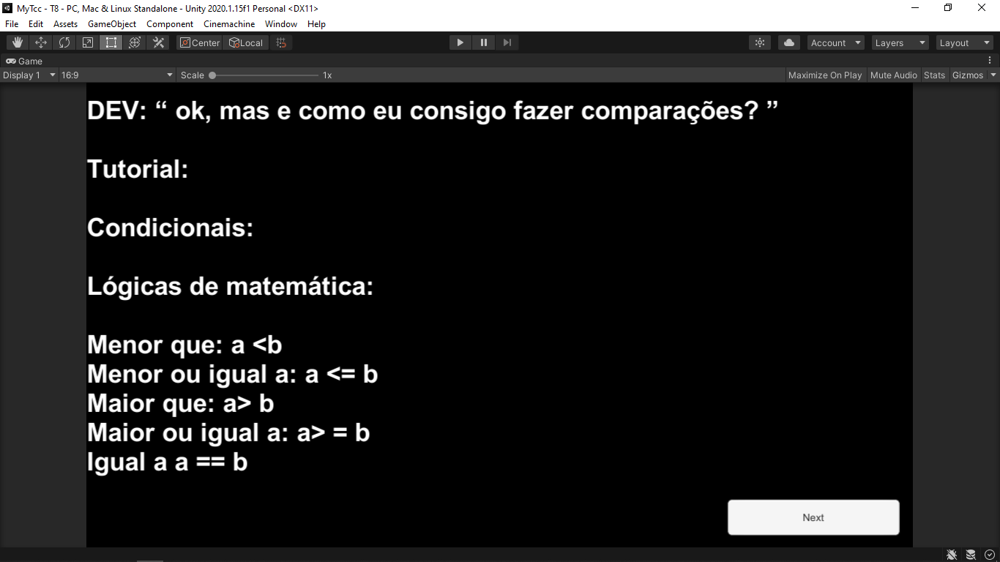 MyTcc - T8 - PC, Mac & Linux Standalone - Unity 2020.1.15f1 Personal <DX11>
File Edit Assets GameObject Component Cinemachine Window Help
Center Local Account Layers Layout
Game
Display 1 16:9 Scale 1x Maximize On Play Mute Audio Stats Gizmos
DEV: “ ok, mas e como eu consigo fazer comparações? ”
Tutorial:
Condicionais:
Lógicas de matemática:
Menor que: a <b
Menor ou igual a: a <= b
Maior que: a> b
Maior ou igual a: a> = b
Igual a a == b
Next